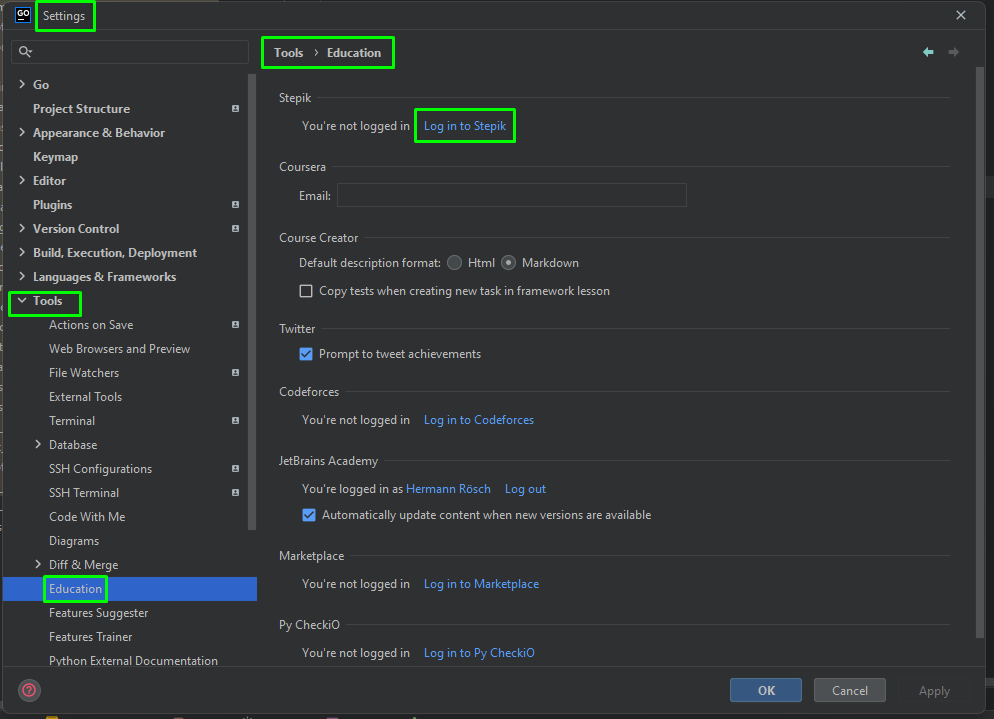 GO Settings
Tools › Education
Go
Project Structure
Appearance & Behavior
Keymap
Editor
Plugins
Version Control
Build, Execution, Deployment
Languages & Frameworks
Tools
Actions on Save
Web Browsers and Preview
File Watchers
External Tools
Terminal
Database
SSH Configurations
SSH Terminal
Code With Me
Diagrams
Diff & Merge
Education
Features Suggester
Features Trainer
Python External Documentation
Stepik
You're not logged in Log in to Stepik
Coursera
Email:
Course Creator
Default description format: Html Markdown
Copy tests when creating new task in framework lesson
Twitter
Prompt to tweet achievements
Codeforces
You're not logged in Log in to Codeforces
JetBrains Academy
You're logged in as Hermann Rösch Log out
Automatically update content when new versions are available
Marketplace
You're not logged in Log in to Marketplace
Py CheckiO
You're not logged in Log in to Py CheckiO
?
OK Cancel Apply